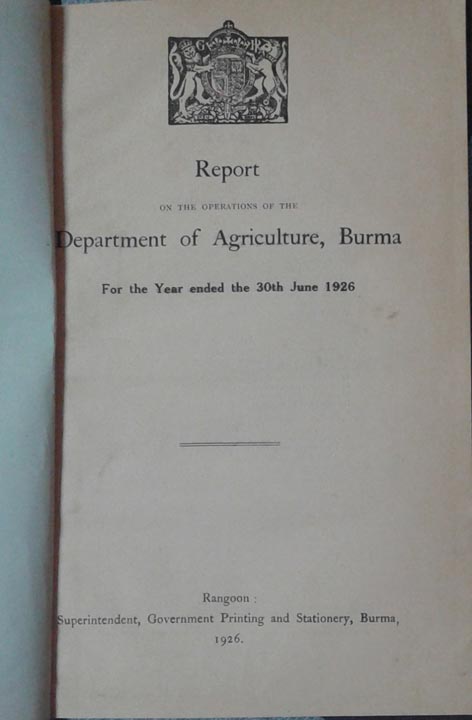 G R
Report
ON THE OPERATIONS OF THE
Department of Agriculture, Burma
For the Year ended the 30th June 1926
Rangoon :
Superintendent, Government Printing and Stationery, Burma,
1926.